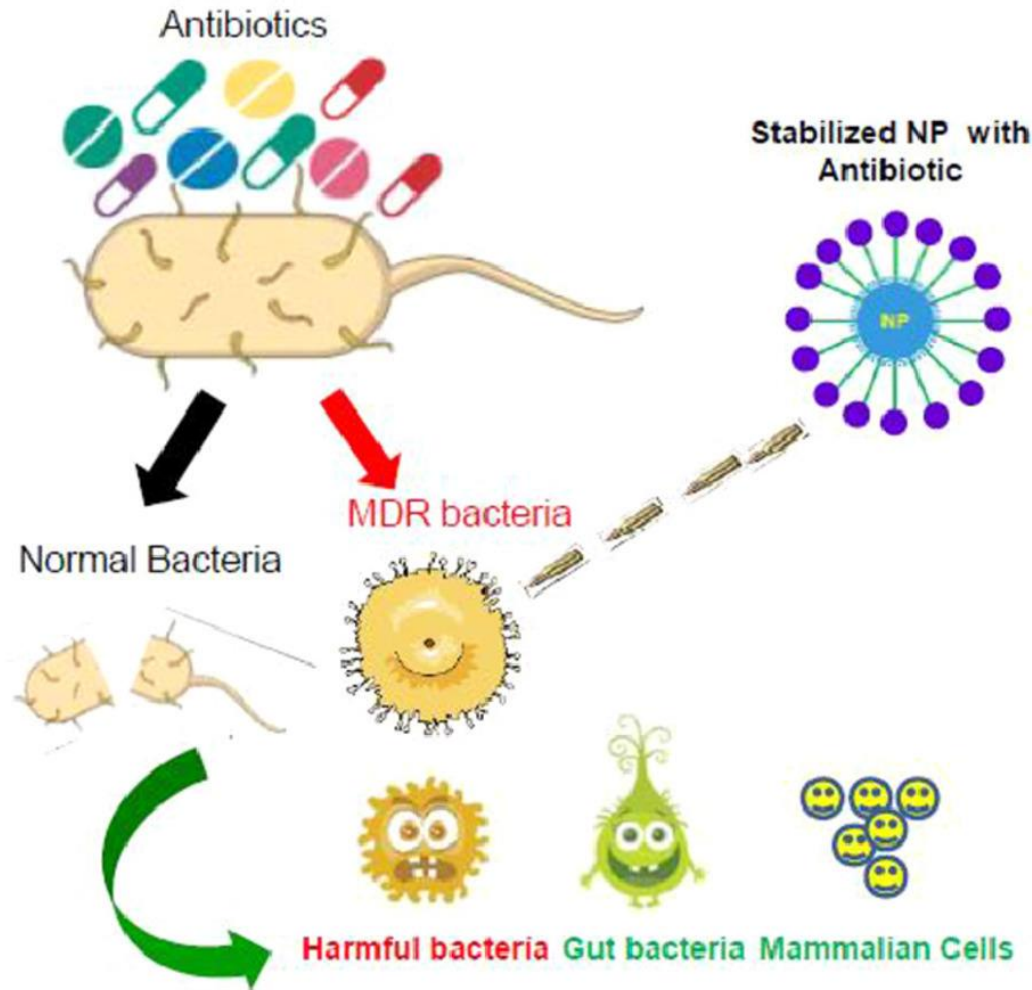 Antibiotics
Stabilized NP with
Antibiotic
NP
MDR bacteria
Normal Bacteria
Harmful bacteria Gut bacteria Mammalian Cells